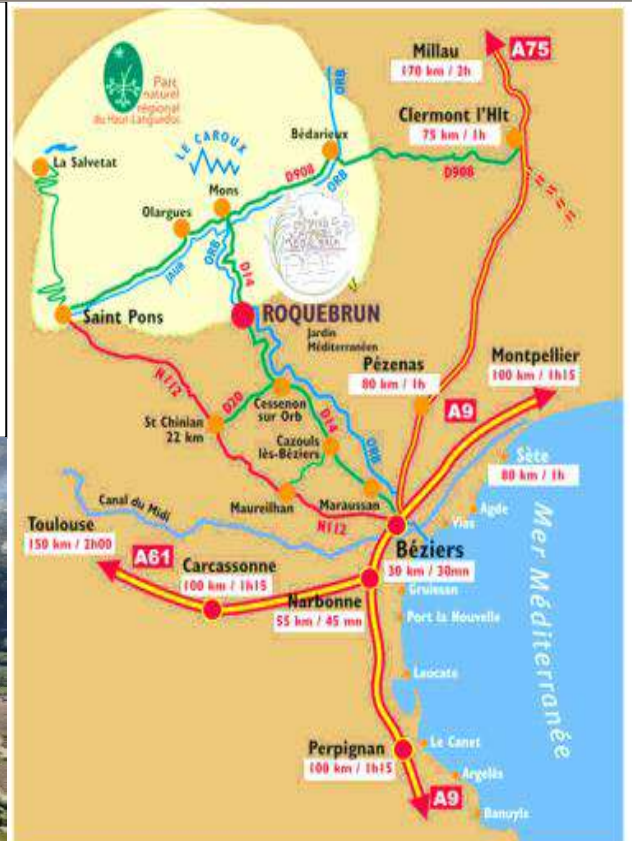 Millau
170 km / 2h
A75
ORB
Parc
naturel
régional
du Haut-Languedoc
Clermont l'Hlt
75 km / 1h
LE CAROUX
Bédarieux
La Salvetat
D908
ORB
D908
Mons
Olargues
ORB
JAUR
D14
Saint Pons
ROQUEBRUN
Jardin
Méditerranéen
Montpellier
100 km / 1h15
Pézenas
80 km / 1h
N112
A9
D20
Cessenon
sur Orb
D14
St Chinian
22 km
Cazouls
lès-Béziers
ORB
Sète
80 km / 1h
Maureilhan
Maraussan
Canal du Midi
Agde
Vias
N112
Toulouse
150 km / 2h00
A61
Béziers
30 km / 30mn
Carcassonne
100 km / 1h15
Narbonne
55 km / 45 mn
Gruissan
Port la Nouvelle
Mer Méditerranée
Leucate
Perpignan
100 km / 1h15
Le Canet
Argelès
A9
Banuyls